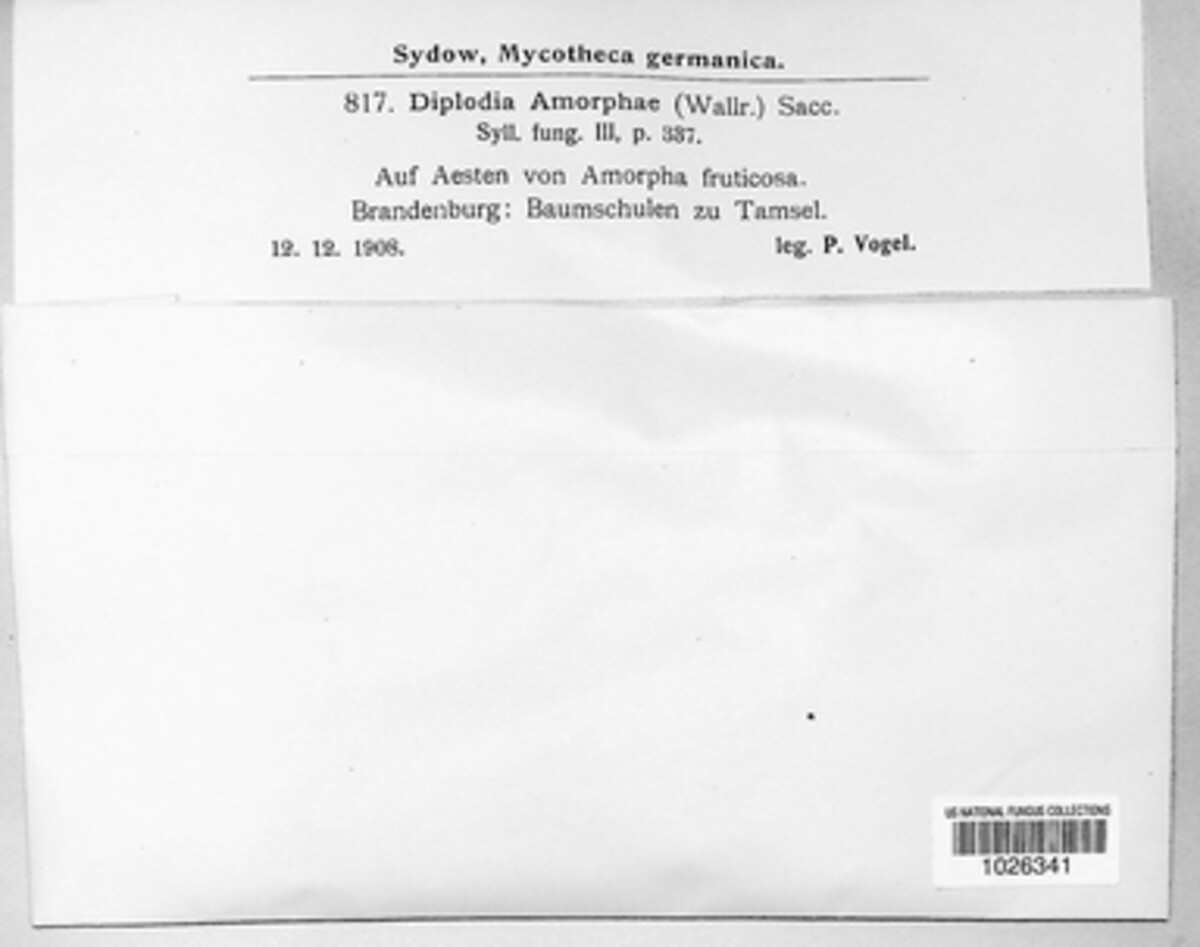 Sydow, Mycotheca germanica.
817. Diplodia Amorphae (Wallr.) Sacc.
Syll. fung. III, p. 337.
Auf Aesten von Amorpha fruticosa.
Brandenburg: Baumschulen zu Tamsel.
12. 12. 1908. leg. P. Vogel.
US NATIONAL FUNGUS COLLECTIONS
1026341